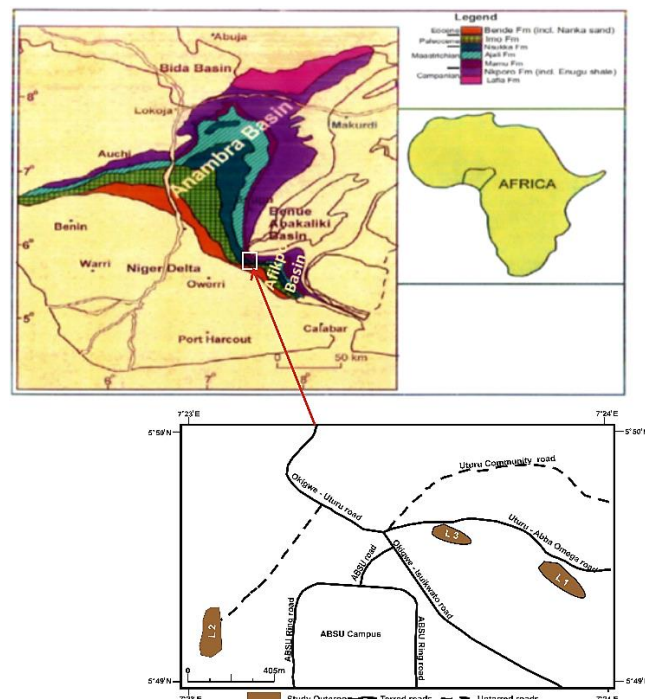 Legend
Eocene
Bende Fm (incl. Nanka sand)
Paleocene
Imo Fm
Nsukka Fm
Maastrichtian
Ajali Fm
Mamu Fm
Campanian
Nkporo Fm (incl. Enugu shale)
Lafia Fm
Abuja
Bida Basin
8°
Lokoja
Makurdi
Anambra Basin
Auchi
7°
Benue
Abakaliki
Basin
Benin
6°
Warri
Niger Delta
Afikpo
Basin
Owerri
5°
Port Harcout
Calabar
0
50 km
6°
7°
8°
AFRICA
7°23'E
7°24'E
5°50'N
5°50'N
Uturu Community road
Okigwe - Uturu road
Uturu - Abba Omega road
L 3
L 1
ABSU road
Okigwe - Isuikwato road
L 2
ABSU Ring road
ABSU Campus
ABSU Ring road
0
405m
5°49'N
5°49'N
Study Outcrop
Tarred roads
Untarred roads